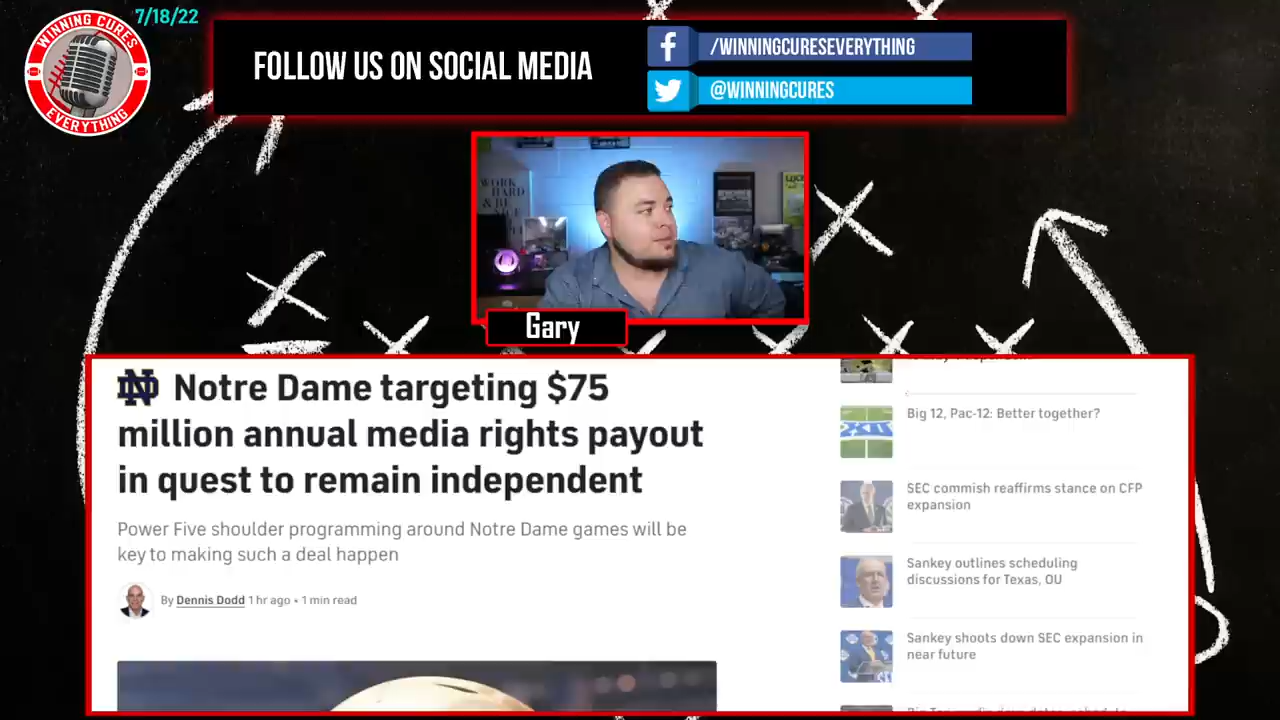 7/18/22
WINNING CURES
EVERYTHING
FOLLOW US ON SOCIAL MEDIA
/WINNINGCURESEVERYTHING
@WINNINGCURES
WORK
HARD
& BE
Gary
Notre Dame targeting $75
million annual media rights payout
in quest to remain independent
Power Five shoulder programming around Notre Dame games will be
key to making such a deal happen
By Dennis Dodd 1 hr ago • 1 min read
Big 12, Pac-12: Better together?
SEC commish reaffirms stance on CFP
expansion
Sankey outlines scheduling
discussions for Texas, OU
Sankey shoots down SEC expansion in
near future